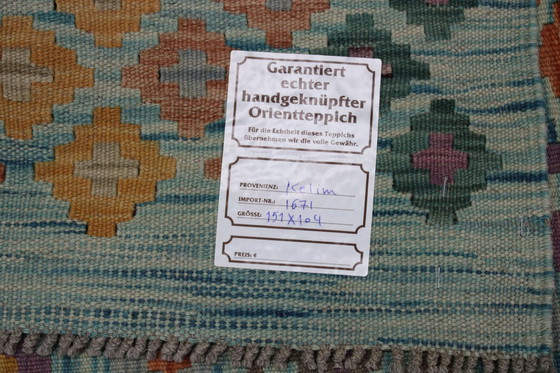 Garantiert
echter
handgeknüpfter
Orientteppich
Für die Echtheit dieses Teppichs
übernehmen wir die volle Gewähr.
PROVENIENZ: Kelim
IMPORT-NR.: 1671
GRÖSSE: 151 X 104
PREIS: €